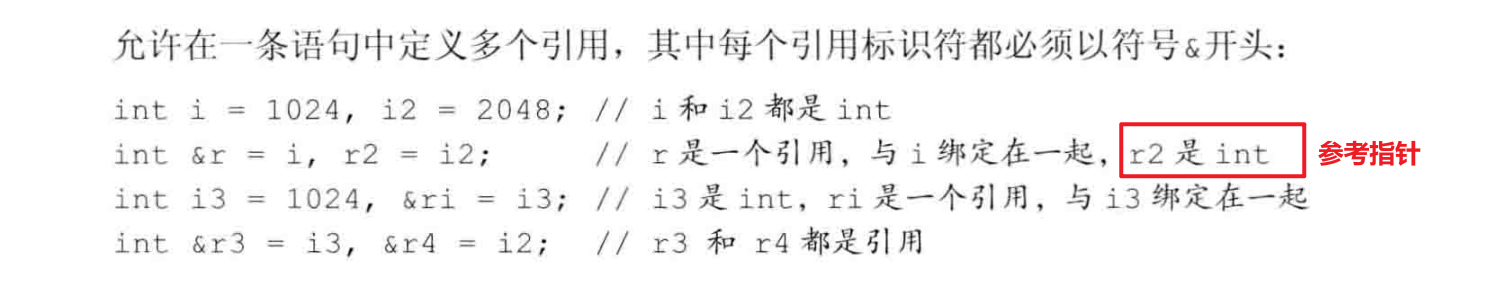 允许在一条语句中定义多个引用，其中每个引用标识符都必须以符号&开头：
int i = 1024, i2 = 2048; // i 和 i2 都是 int
int &r = i, r2 = i2; // r 是一个引用，与 i 绑定在一起，r2 是 int 参考指针
int i3 = 1024, &ri = i3; // i3 是 int，ri 是一个引用，与 i3 绑定在一起
int &r3 = i3, &r4 = i2; // r3 和 r4 都是引用